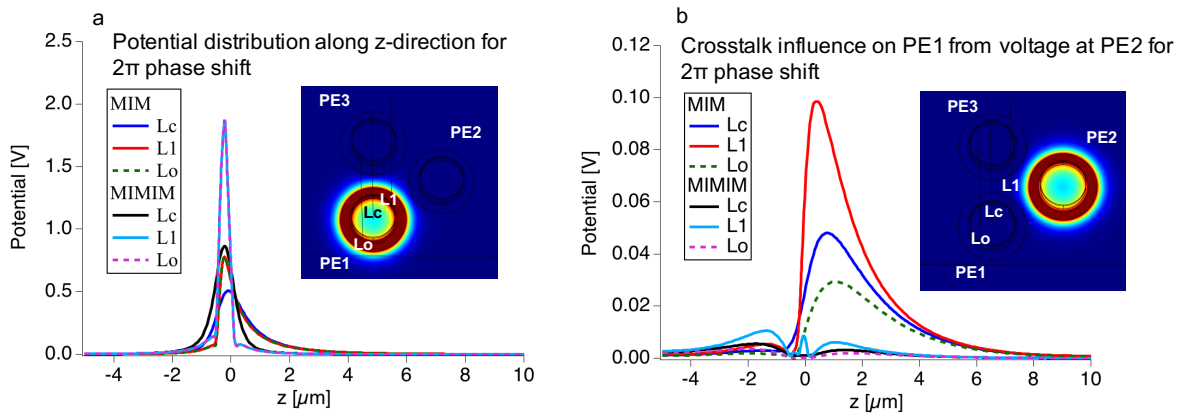 a
Potential distribution along z-direction for
2π phase shift
2.5
2.0
1.5
1.0
0.5
0.0
Potential [V]
MIM
Lc
L1
Lo
MIMIM
Lc
L1
Lo
PE3
PE2
L1
Lc
Lo
PE1
-4
-2
0
2
4
6
8
10
z [µm]
b
Crosstalk influence on PE1 from voltage at PE2 for
2π phase shift
0.12
0.10
0.08
0.06
0.04
0.02
0.00
Potential [V]
MIM
Lc
L1
Lo
MIMIM
Lc
L1
Lo
PE3
PE2
L1
Lc
Lo
PE1
-4
-2
0
2
4
6
8
10
z [µm]